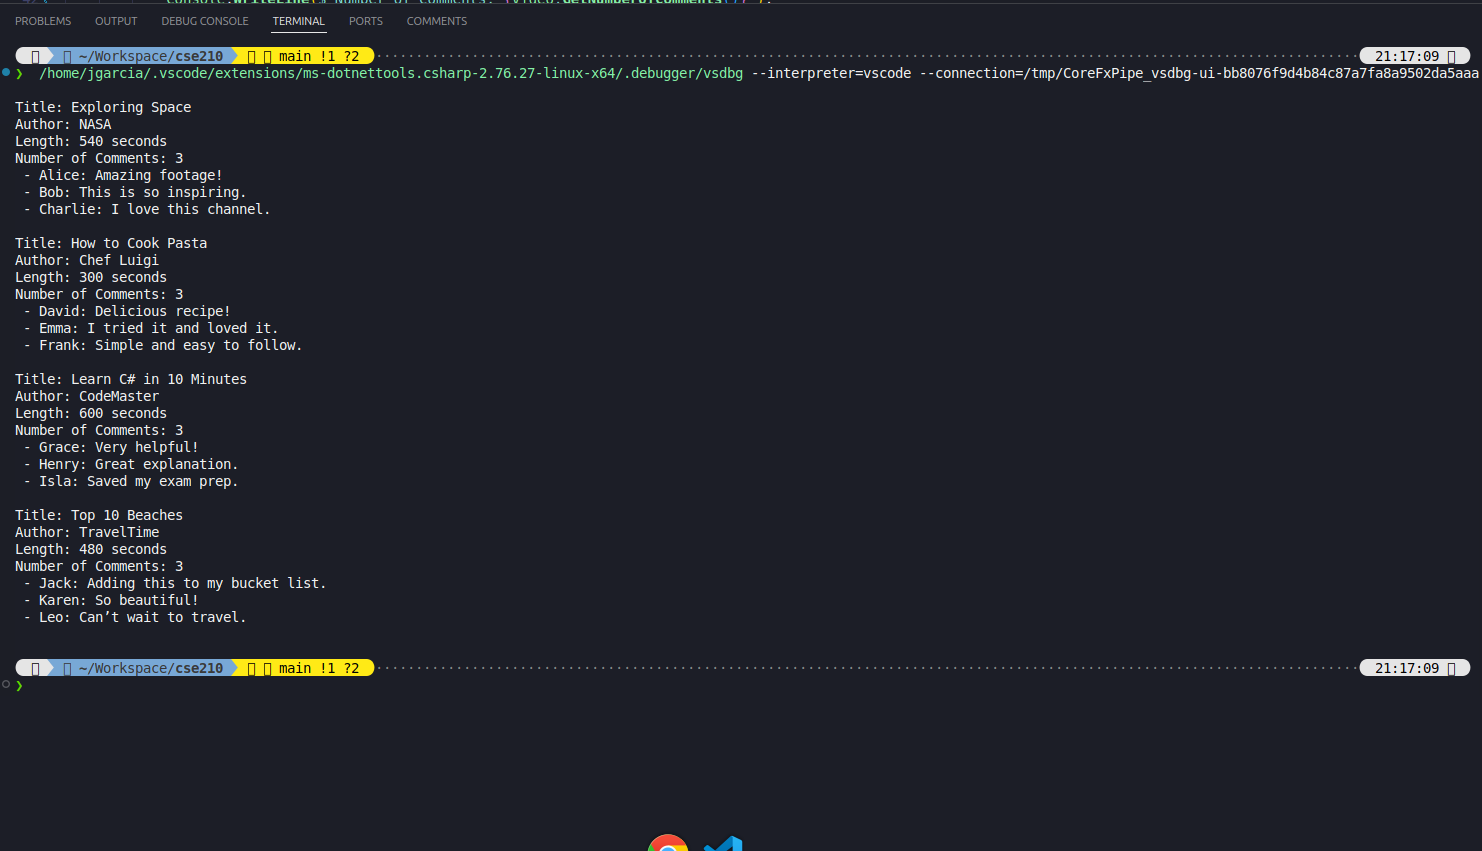 Console.WriteLine($"Number of Comments: {video.GetNumberOfComments()}");
PROBLEMS OUTPUT DEBUG CONSOLE TERMINAL PORTS COMMENTS
~/Workspace/cse210 main !1 ?2 21:17:09
❯ /home/jgarcia/.vscode/extensions/ms-dotnettools.csharp-2.76.27-linux-x64/.debugger/vsdbg --interpreter=vscode --connection=/tmp/CoreFxPipe_vsdbg-ui-bb8076f9d4b84c87a7fa8a9502da5aaa
Title: Exploring Space
Author: NASA
Length: 540 seconds
Number of Comments: 3
- Alice: Amazing footage!
- Bob: This is so inspiring.
- Charlie: I love this channel.
Title: How to Cook Pasta
Author: Chef Luigi
Length: 300 seconds
Number of Comments: 3
- David: Delicious recipe!
- Emma: I tried it and loved it.
- Frank: Simple and easy to follow.
Title: Learn C# in 10 Minutes
Author: CodeMaster
Length: 600 seconds
Number of Comments: 3
- Grace: Very helpful!
- Henry: Great explanation.
- Isla: Saved my exam prep.
Title: Top 10 Beaches
Author: TravelTime
Length: 480 seconds
Number of Comments: 3
- Jack: Adding this to my bucket list.
- Karen: So beautiful!
- Leo: Can’t wait to travel.
~/Workspace/cse210 main !1 ?2 21:17:09
❯